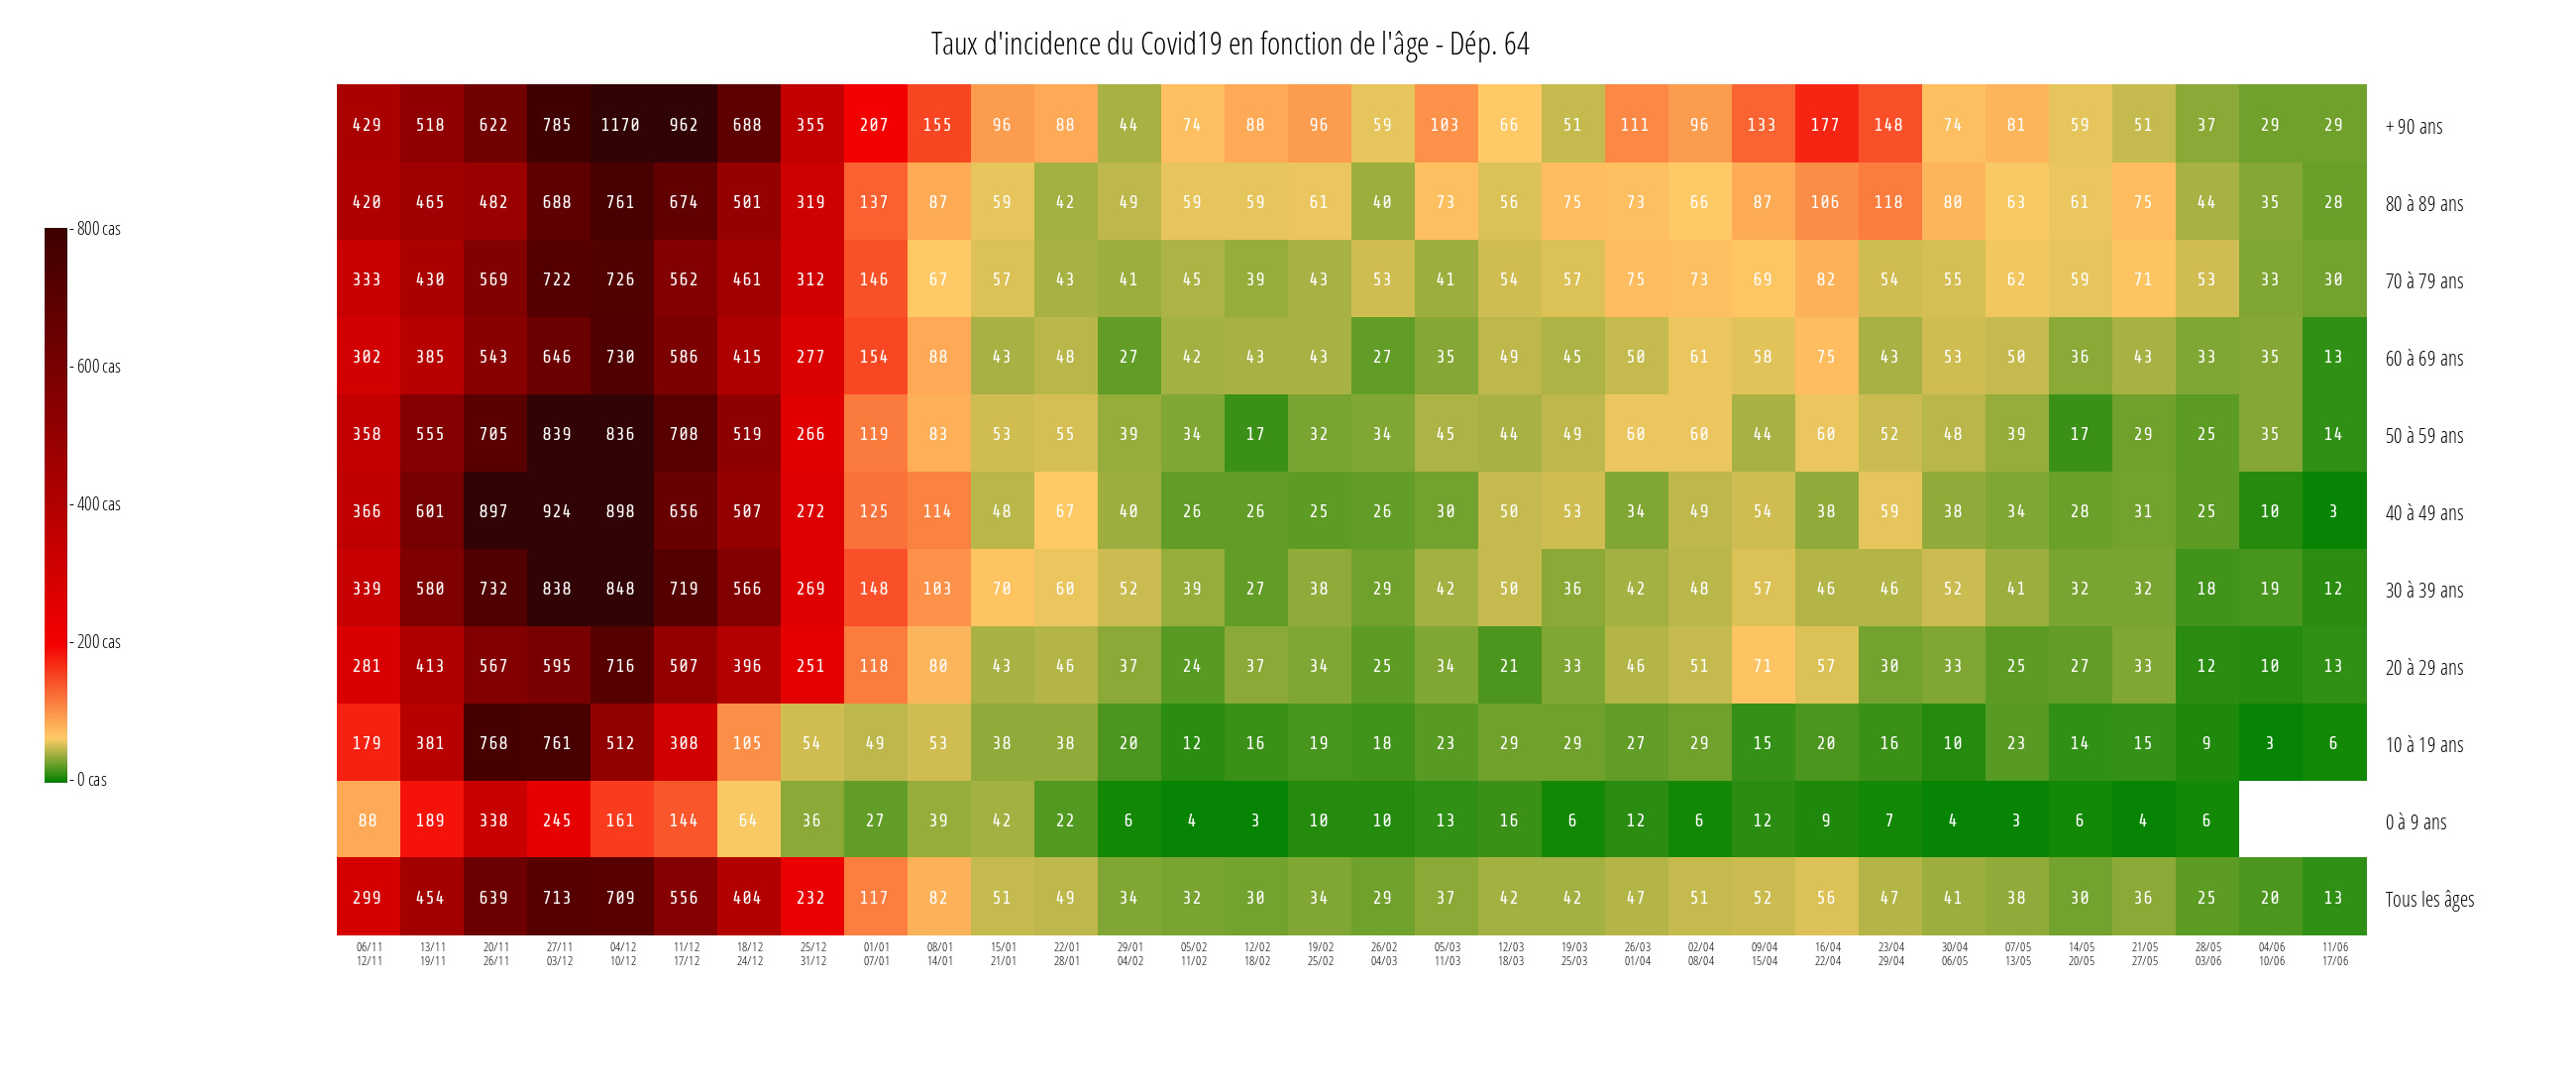 Taux d'incidence du Covid19 en fonction de l'âge - Dép. 64
- 800 cas
- 600 cas
- 400 cas
- 200 cas
- 0 cas
429 518 622 785 1170 962 688 355 207 155 96 88 44 74 88 96 59 103 66 51 111 96 133 177 148 74 81 59 51 37 29 29 + 90 ans
420 465 482 688 761 674 501 319 137 87 59 42 49 59 59 61 40 73 56 75 73 66 87 106 118 80 63 61 75 44 35 28 80 à 89 ans
333 430 569 722 726 562 461 312 146 67 57 43 41 45 39 43 53 41 54 57 75 73 69 82 54 55 62 59 71 53 33 30 70 à 79 ans
302 385 543 646 730 586 415 277 154 88 43 48 27 42 43 43 27 35 49 45 50 61 58 75 43 53 50 36 43 33 35 13 60 à 69 ans
358 555 705 839 836 708 519 266 119 83 53 55 39 34 17 32 34 45 44 49 60 60 44 60 52 48 39 17 29 25 35 14 50 à 59 ans
366 601 897 924 898 656 507 272 125 114 48 67 40 26 26 25 26 30 50 53 34 49 54 38 59 38 34 28 31 25 10 3 40 à 49 ans
339 580 732 838 848 719 566 269 148 103 70 60 52 39 27 38 29 42 50 36 42 48 57 46 46 52 41 32 32 18 19 12 30 à 39 ans
281 413 567 595 716 507 396 251 118 80 43 46 37 24 37 34 25 34 21 33 46 51 71 57 30 33 25 27 33 12 10 13 20 à 29 ans
179 381 768 761 512 308 105 54 49 53 38 38 20 12 16 19 18 23 29 29 27 29 15 20 16 10 23 14 15 9 3 6 10 à 19 ans
88 189 338 245 161 144 64 36 27 39 42 22 6 4 3 10 10 13 16 6 12 6 12 9 7 4 3 6 4 6 0 à 9 ans
299 454 639 713 709 556 404 232 117 82 51 49 34 32 30 34 29 37 42 42 47 51 52 56 47 41 38 30 36 25 20 13 Tous les âges
06/11 13/11 20/11 27/11 04/12 11/12 18/12 25/12 01/01 08/01 15/01 22/01 29/01 05/02 12/02 19/02 26/02 05/03 12/03 19/03 26/03 02/04 09/04 16/04 23/04 30/04 07/05 14/05 21/05 28/05 04/06 11/06
12/11 19/11 26/11 03/12 10/12 17/12 24/12 31/12 07/01 14/01 21/01 28/01 04/02 11/02 18/02 25/02 04/03 11/03 18/03 25/03 01/04 08/04 15/04 22/04 29/04 06/05 13/05 20/05 27/05 03/06 10/06 17/06